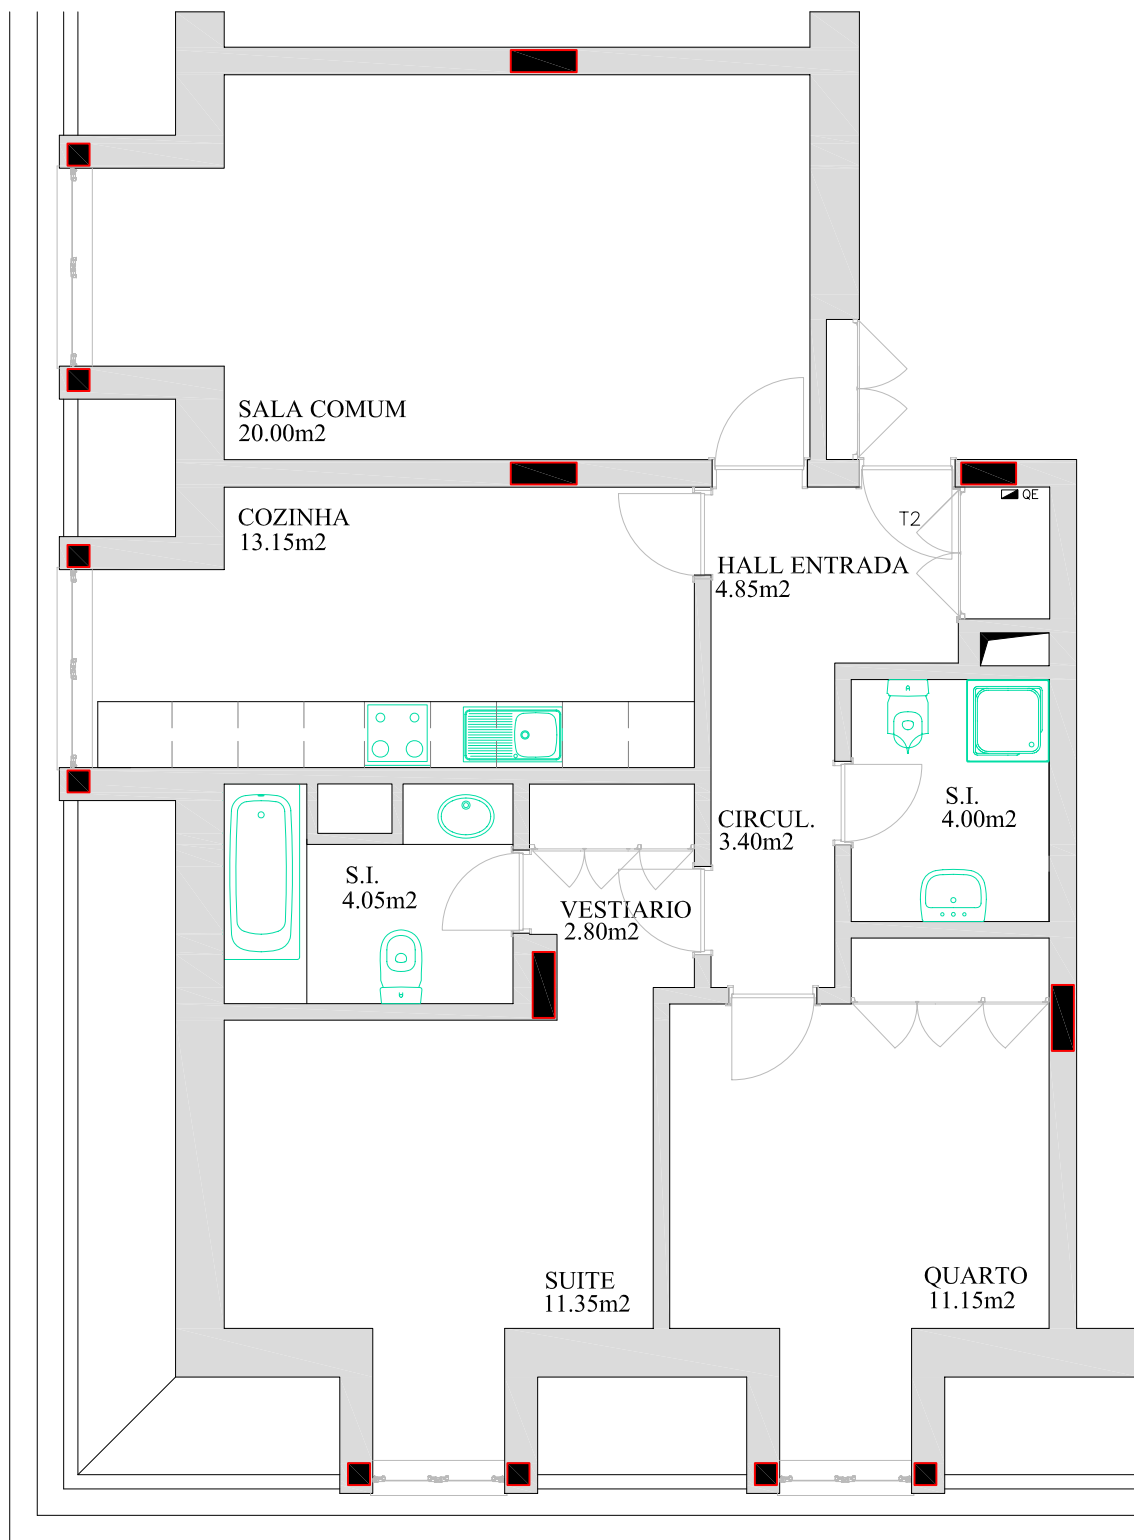 SALA COMUM
20.00m2
COZINHA
13.15m2
QE
T2
HALL ENTRADA
4.85m2
S.I.
4.00m2
CIRCUL.
3.40m2
S.I.
4.05m2
VESTIARIO
2.80m2
SUITE
11.35m2
QUARTO
11.15m2